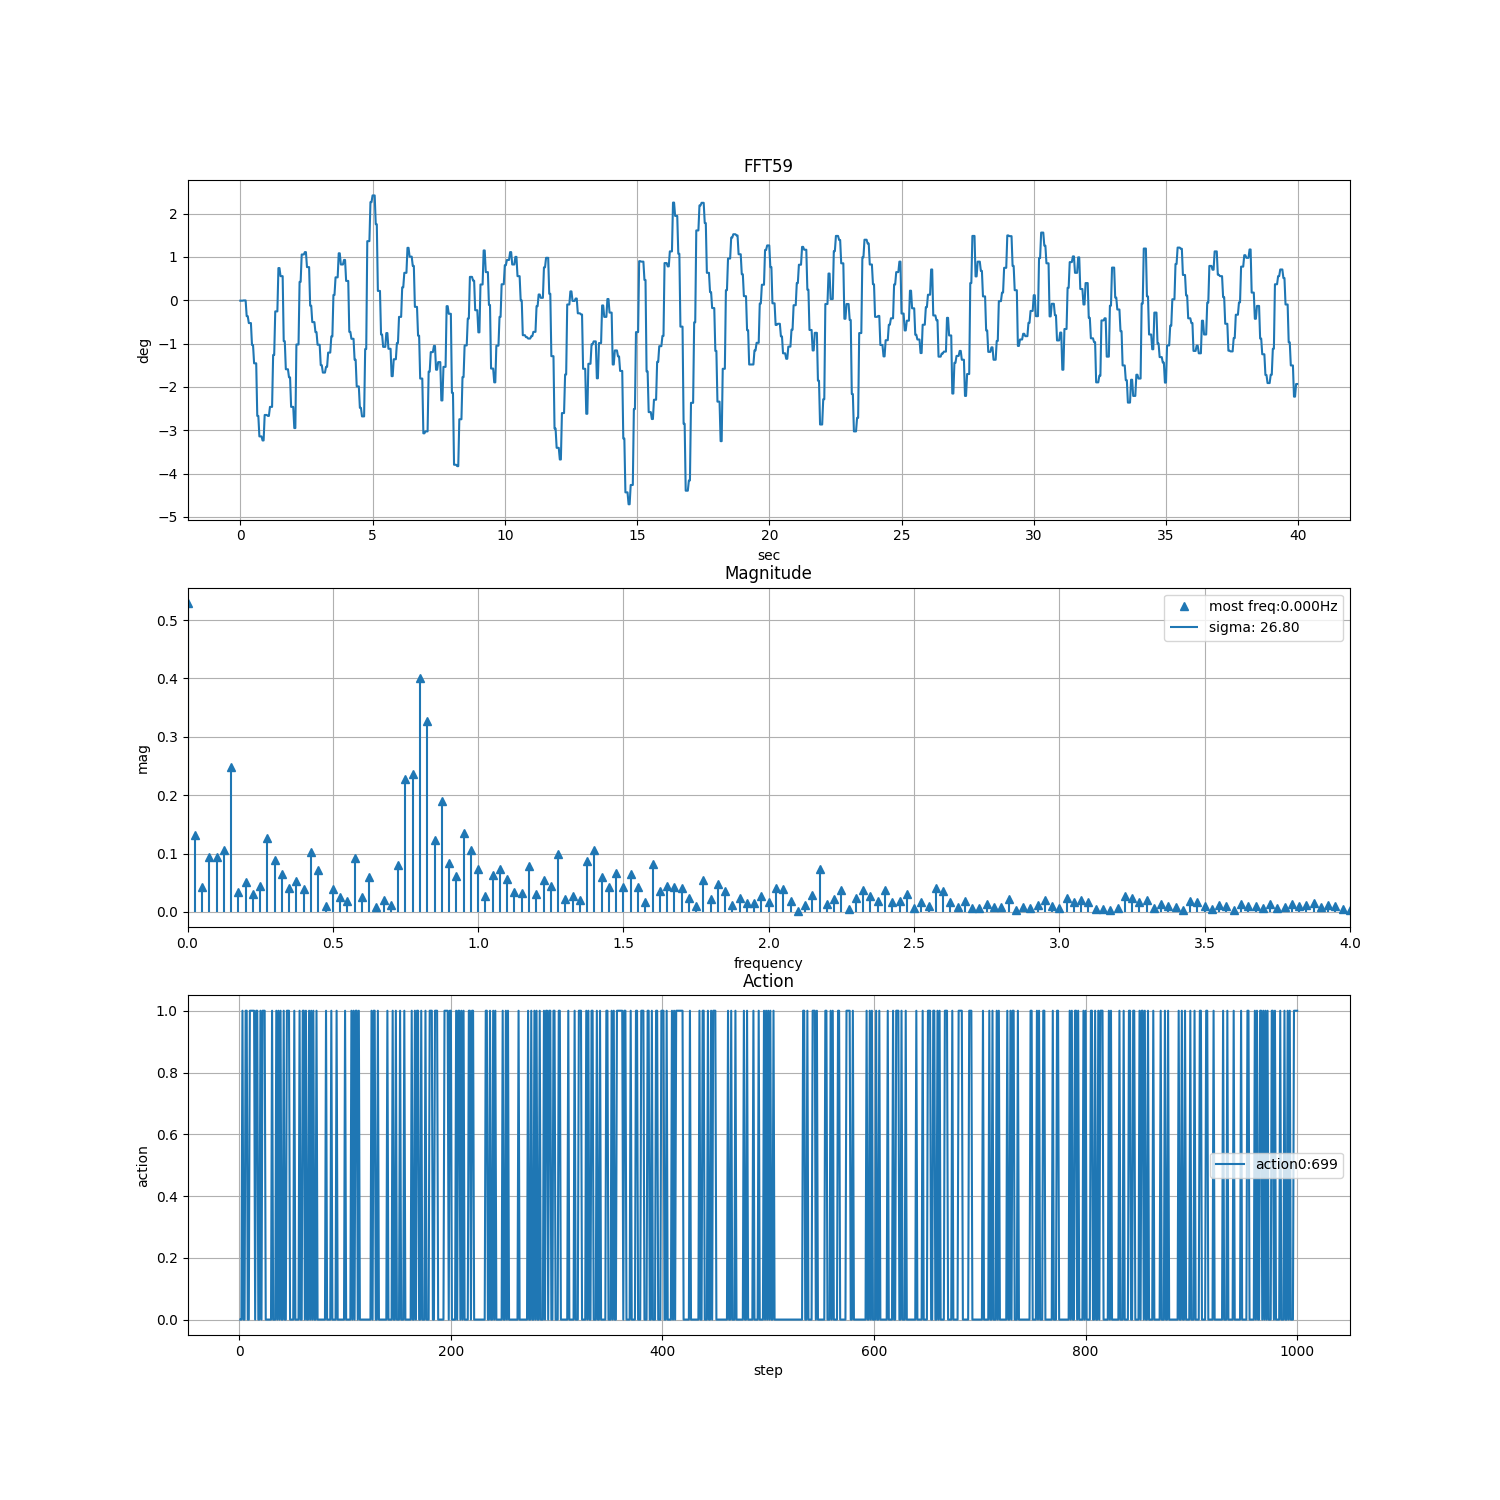 FFT59
2
1
0
−1
−2
−3
−4
−5
deg
0 5 10 15 20 25 30 35 40
sec
Magnitude
most freq:0.000Hz
sigma: 26.80
0.5
0.4
0.3
0.2
0.1
0.0
mag
0.0 0.5 1.0 1.5 2.0 2.5 3.0 3.5 4.0
frequency
Action
1.0
0.8
0.6
0.4
0.2
0.0
action
action0:699
0 200 400 600 800 1000
step